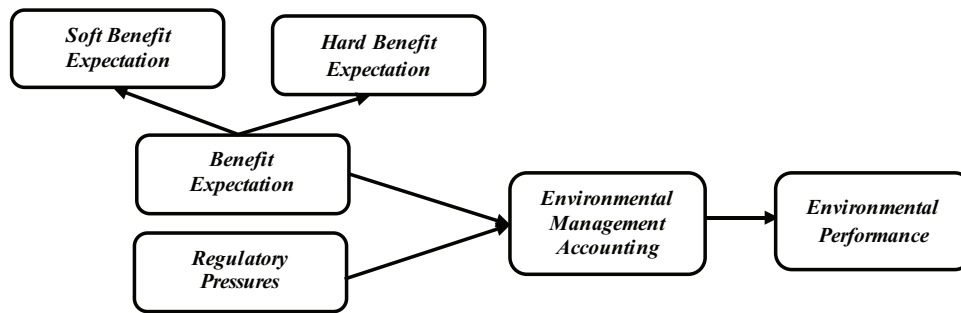 Soft Benefit
Expectation
Hard Benefit
Expectation
Benefit
Expectation
Regulatory
Pressures
Environmental
Management
Accounting
Environmental
Performance